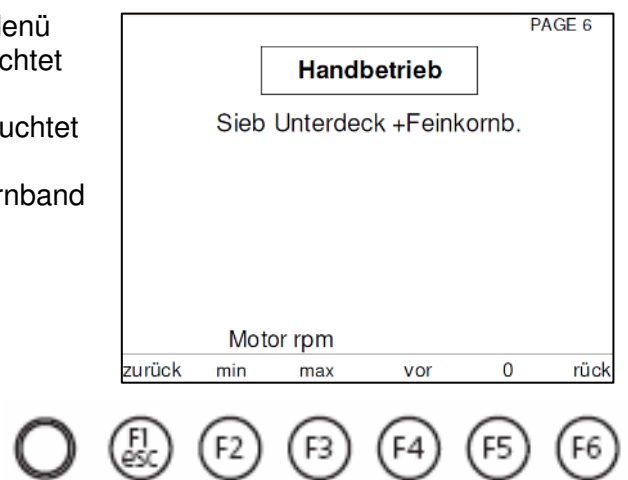 PAGE 6
Handbetrieb
Sieb Unterdeck +Feinkornb.
Motor rpm
zurück min max vor 0 rück
F1 esc F2 F3 F4 F5 F6